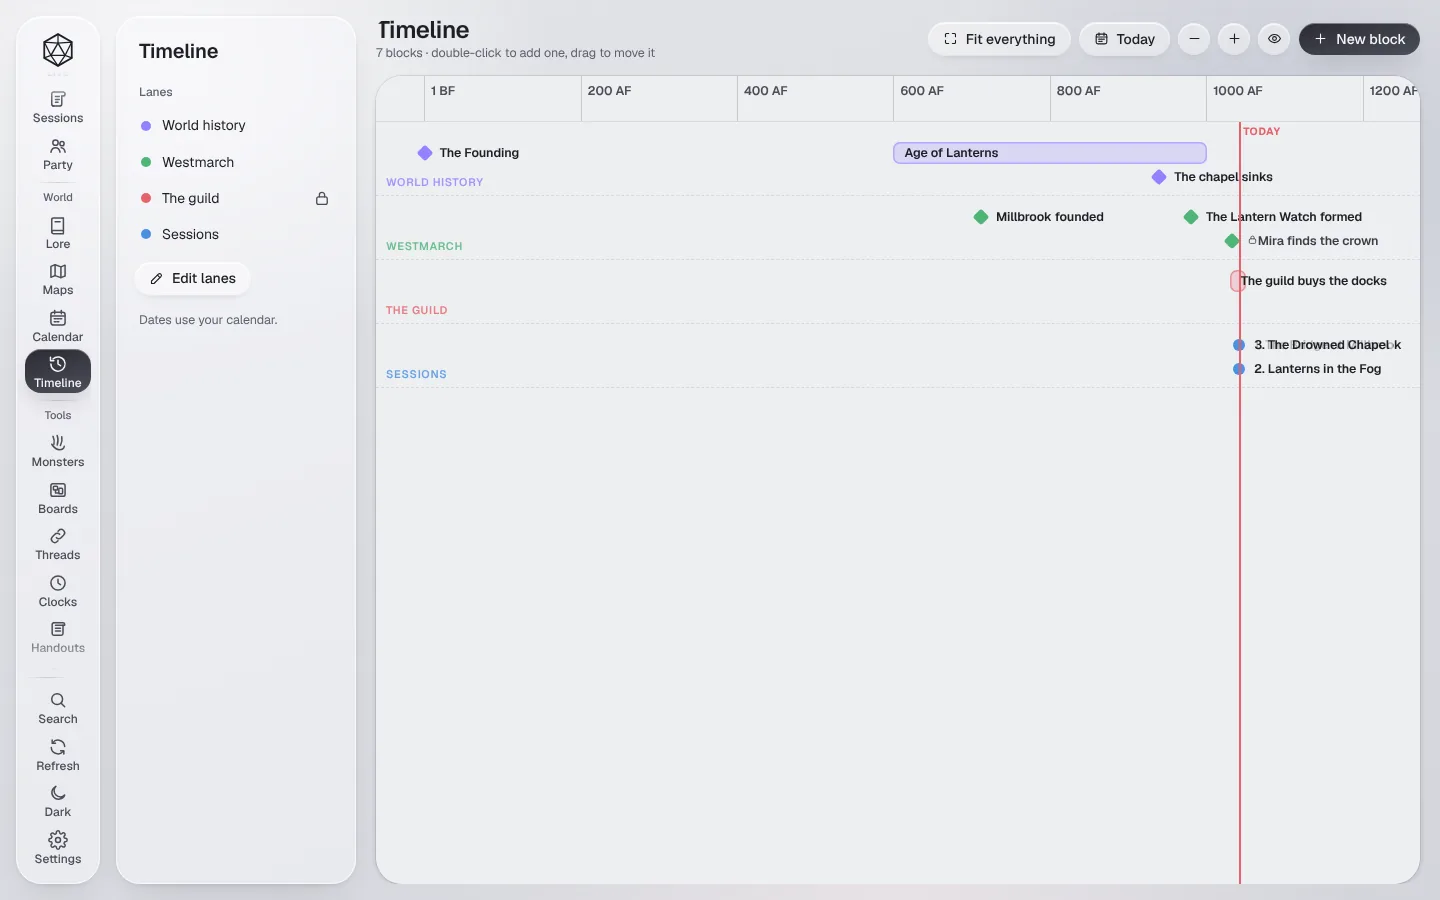 Sessions
Party
World
Lore
Maps
Calendar
Timeline
Tools
Monsters
Boards
Threads
Clocks
Handouts
Search
Refresh
Dark
Settings
Timeline
Lanes
World history
Westmarch
The guild
Sessions
Edit lanes
Dates use your calendar.
Timeline
7 blocks · double-click to add one, drag to move it
Fit everything
Today
New block
1 BF
200 AF
400 AF
600 AF
800 AF
1000 AF
1200 AF
TODAY
The Founding
Age of Lanterns
The chapel sinks
WORLD HISTORY
Millbrook founded
The Lantern Watch formed
Mira finds the crown
WESTMARCH
The guild buys the docks
THE GUILD
3. The Drowned Chapel
2. Lanterns in the Fog
SESSIONS